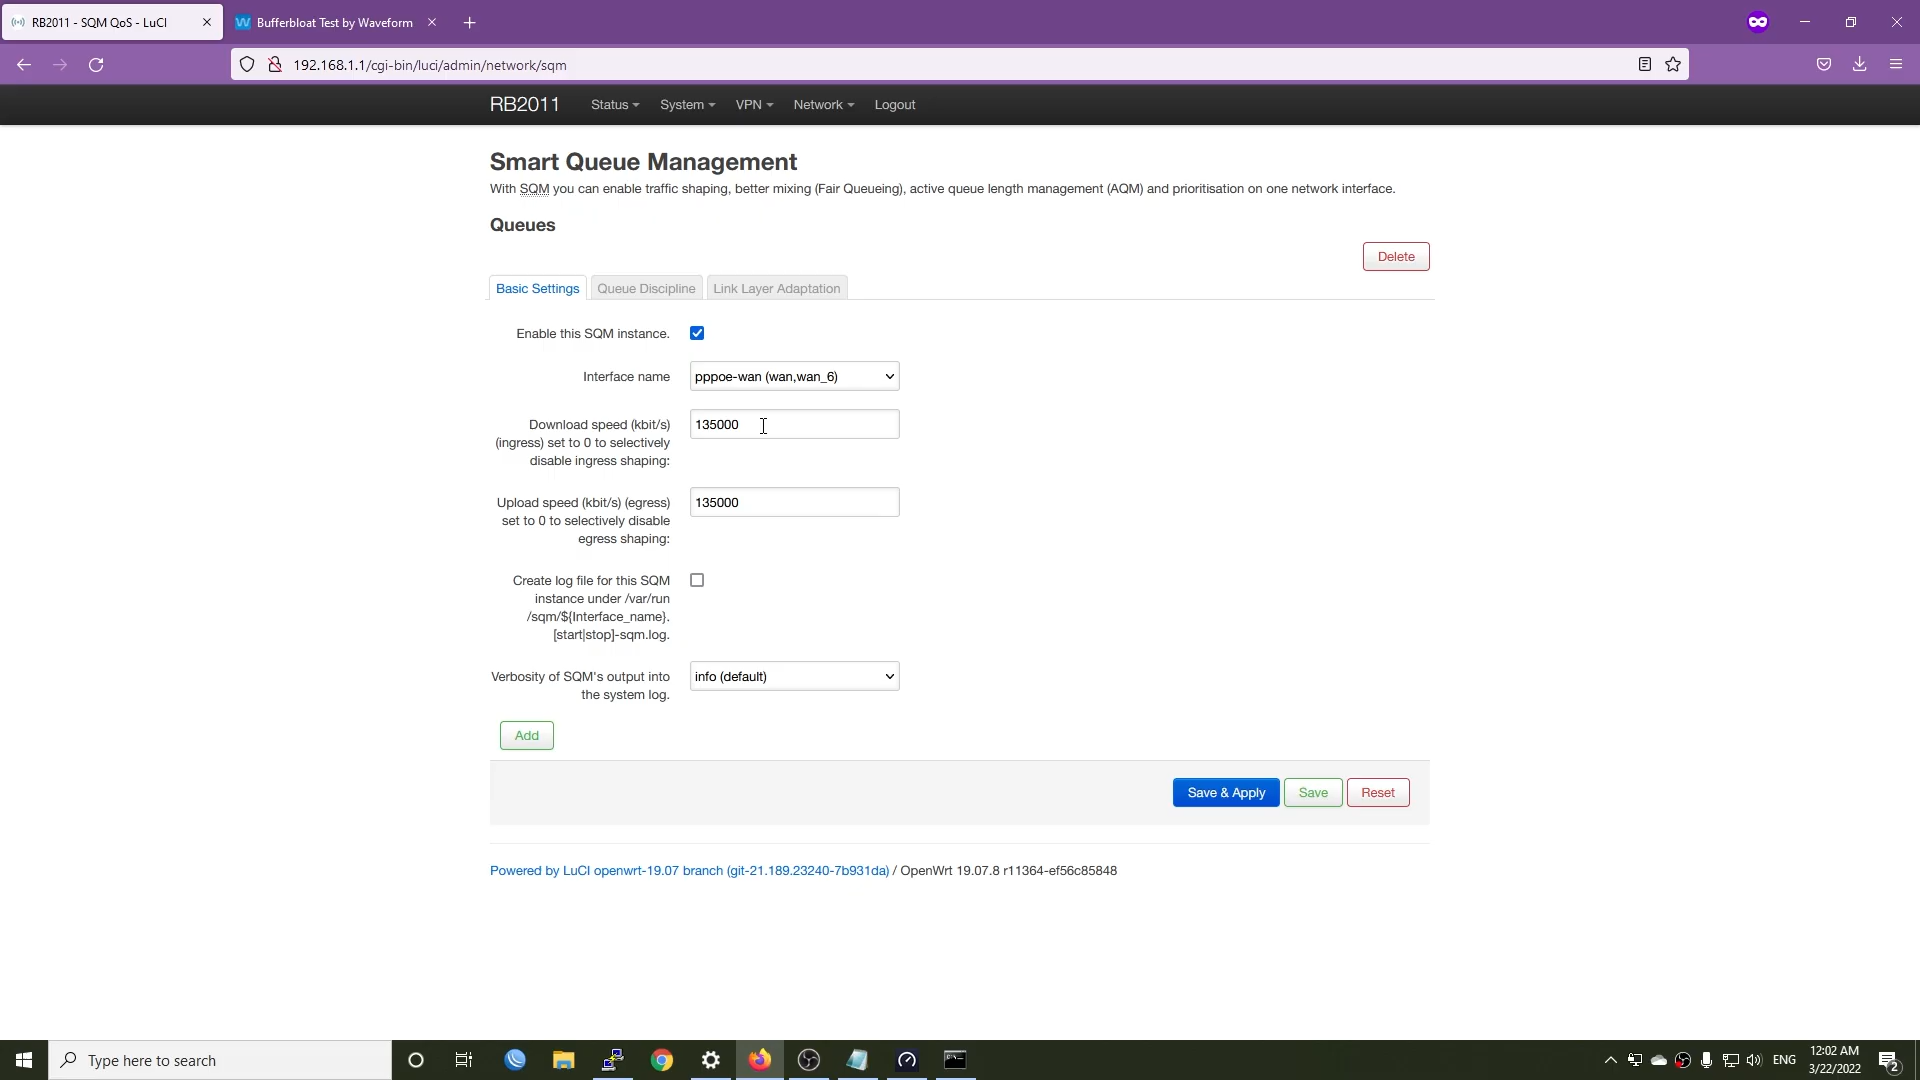 RB2011 - SQM QoS - LuCI
Bufferbloat Test by Waveform
192.168.1.1/cgi-bin/luci/admin/network/sqm
RB2011 Status System VPN Network Logout
Smart Queue Management
With SQM you can enable traffic shaping, better mixing (Fair Queueing), active queue length management (AQM) and prioritisation on one network interface.
Queues
Delete
Basic Settings Queue Discipline Link Layer Adaptation
Enable this SQM instance.
Interface name pppoe-wan (wan,wan_6)
Download speed (kbit/s) 135000
(ingress) set to 0 to selectively
disable ingress shaping:
Upload speed (kbit/s) (egress) 135000
set to 0 to selectively disable
egress shaping:
Create log file for this SQM
instance under /var/run
/sqm/${Interface_name}.
[start|stop]-sqm.log.
Verbosity of SQM's output into info (default)
the system log.
Add
Save & Apply Save Reset
Powered by LuCI openwrt-19.07 branch (git-21.189.23240-7b931da) / OpenWrt 19.07.8 r11364-ef56c85848
Type here to search
ENG
12:02 AM
3/22/2022
2